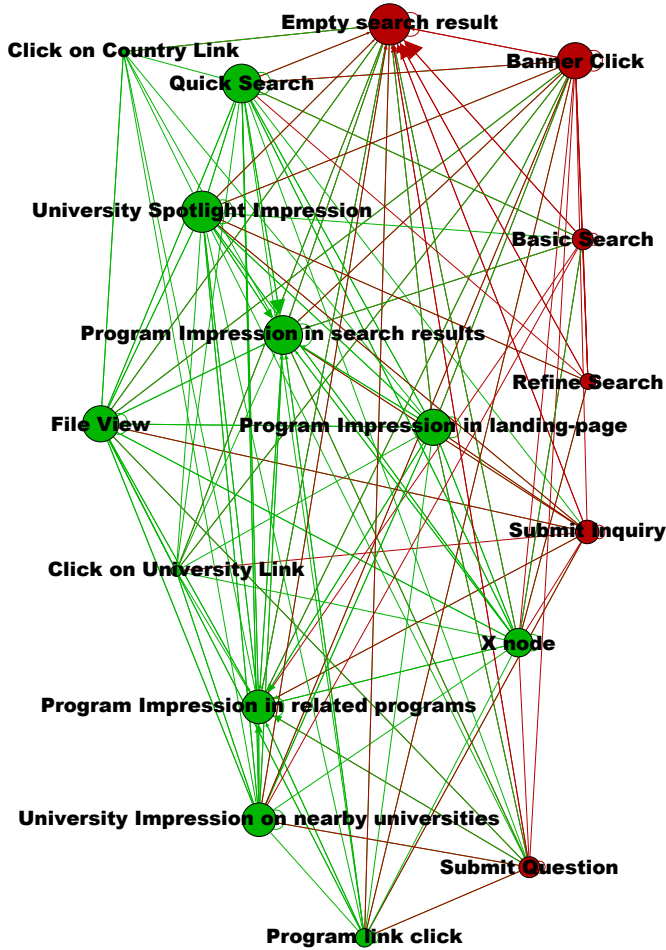 Empty search result
Click on Country Link
Banner Click
Quick Search
University Spotlight Impression
Basic Search
Program Impression in search results
Refine Search
File View
Program Impression in landing-page
Submit Inquiry
Click on University Link
X node
Program Impression in related programs
University Impression on nearby universities
Submit Question
Program link click